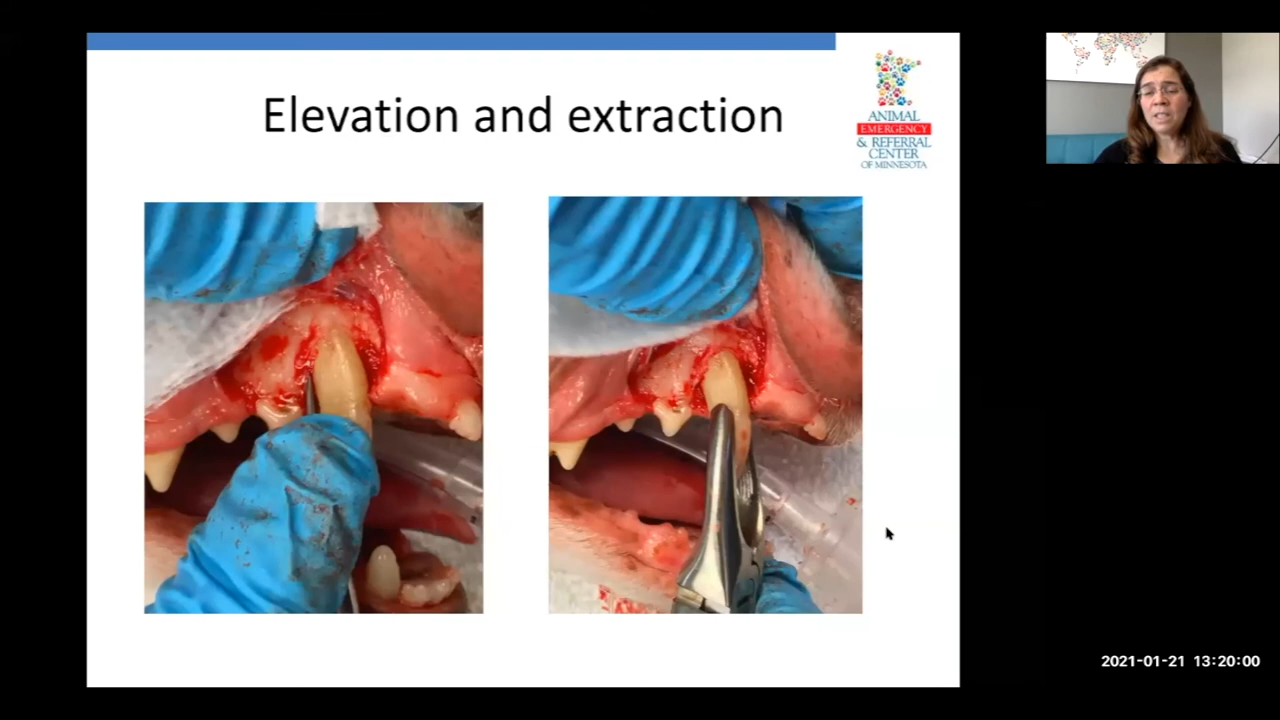 Elevation and extraction
ANIMAL
EMERGENCY
& REFERRAL
CENTER
OF MINNESOTA
2021-01-21 13:20:00